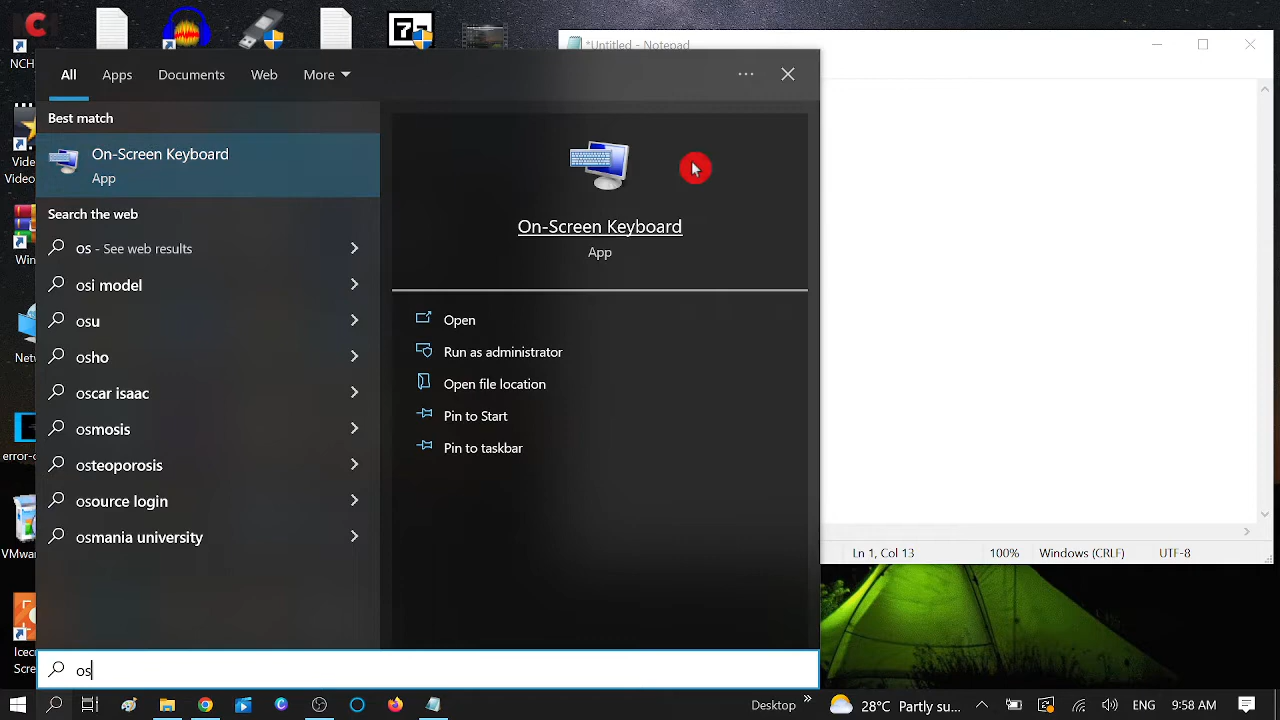 NCH
*Untitled - Notepad
All
Apps
Documents
Web
More
Best match
On-Screen Keyboard
App
Search the web
os - See web results
osi model
osu
osho
oscar isaac
osmosis
osteoporosis
osource login
osmania university
On-Screen Keyboard
App
Open
Run as administrator
Open file location
Pin to Start
Pin to taskbar
Video
Win
Net
error-c
VMwar
Ice
Scre
Ln 1, Col 13
100%
Windows (CRLF)
UTF-8
os
Desktop
28°C Partly su...
ENG
9:38 AM